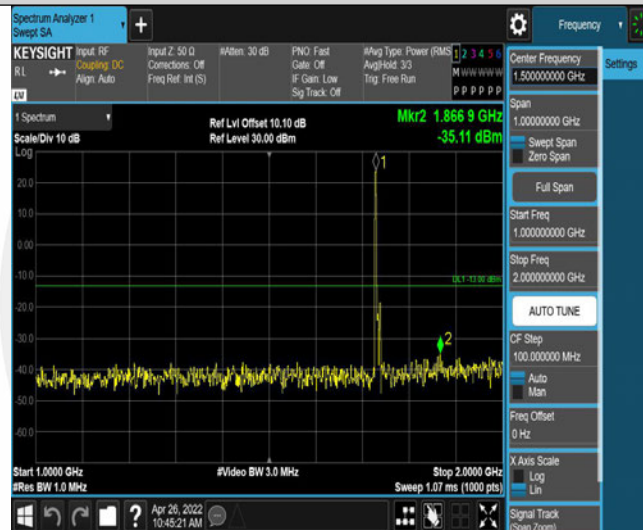 Spectrum Analyzer 1
Swept SA
Frequency
KEYSIGHT
RL
Input: RF
Coupling: DC
Align: Auto
Input Z: 50 Ω
Corrections: Off
Freq Ref: Int (S)
#Atten: 30 dB
PNO: Fast
Gate: Off
IF Gain: Low
Sig Track: Off
#Avg Type: Power (RMS
Avg|Hold: 3/3
Trig: Free Run
1 2 3 4 5 6
M W W W W W
P P P P P P
LXI
1 Spectrum
Scale/Div 10 dB
Log
Ref Lvl Offset 10.10 dB
Ref Level 30.00 dBm
Mkr2 1.866 9 GHz
-35.11 dBm
1
20.0
10.0
0.00
-10.0
DL1 -13.00 dBm
-20.0
-30.0
2
-40.0
-50.0
-60.0
Start 1.0000 GHz
#Res BW 1.0 MHz
#Video BW 3.0 MHz
Stop 2.0000 GHz
Sweep 1.07 ms (1000 pts)
?
Apr 26, 2022
10:45:21 AM
Center Frequency
1.500000000 GHz
Settings
Span
1.00000000 GHz
Swept Span
Zero Span
Full Span
Start Freq
1.000000000 GHz
Stop Freq
2.000000000 GHz
AUTO TUNE
CF Step
100.000000 MHz
Auto
Man
Freq Offset
0 Hz
X Axis Scale
Log
Lin
Signal Track
(Span Zoom)